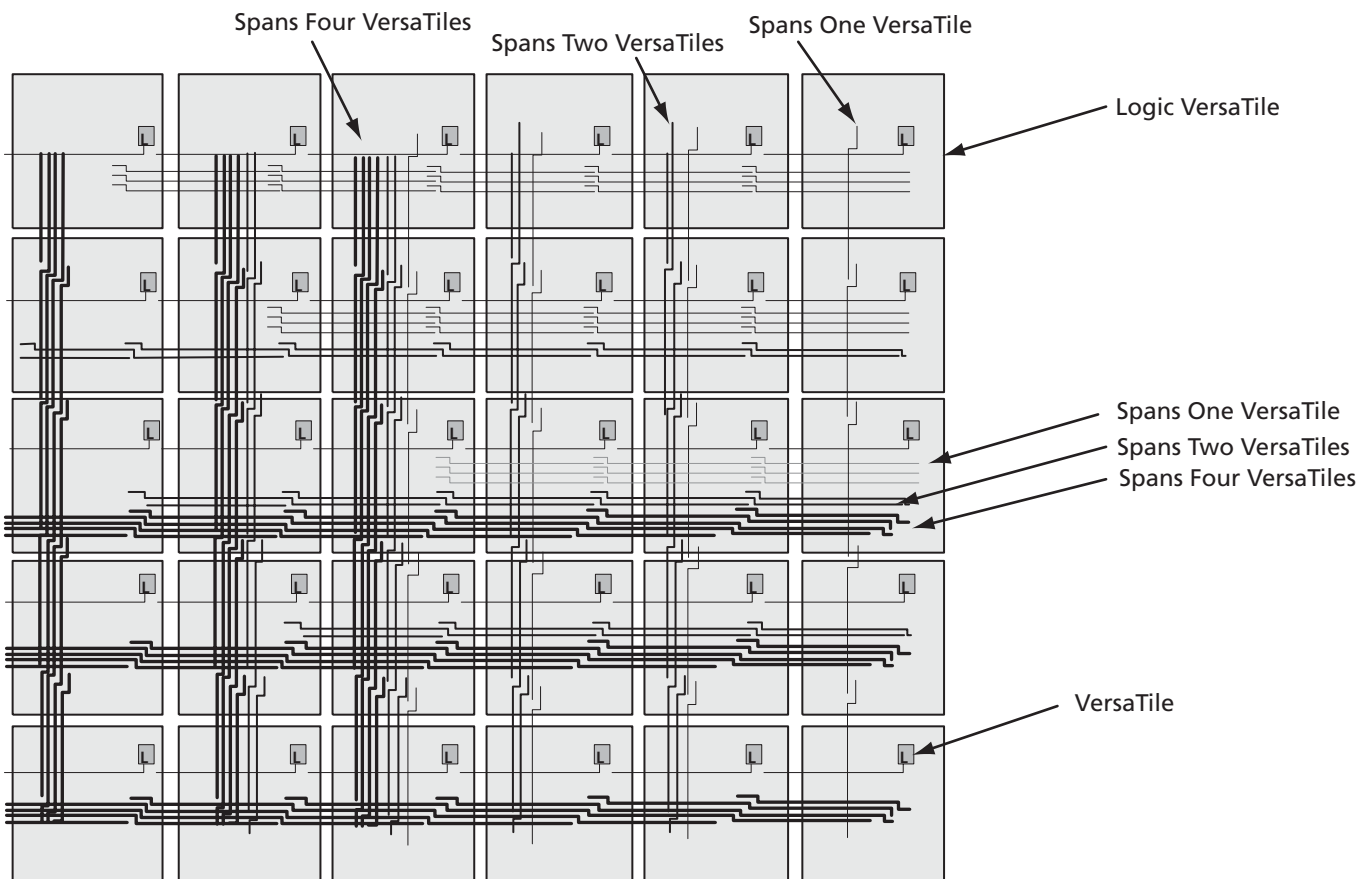 Spans Four VersaTiles
Spans Two VersaTiles
Spans One VersaTile
Logic VersaTile
L L L L L L
L L L L L L
L L L L L L
Spans One VersaTile
Spans Two VersaTiles
Spans Four VersaTiles
L L L L L L
VersaTile
L L L L L L